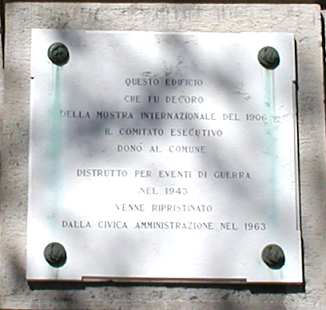 QUESTO EDIFICIO
CHE FU DECORO
DELLA MOSTRA INTERNAZIONALE DEL 1906
IL COMITATO ESECUTIVO
DONÒ AL COMUNE
DISTRUTTO PER EVENTI DI GUERRA
NEL 1943
VENNE RIPRISTINATO
DALLA CIVICA AMMINISTRAZIONE NEL 1963